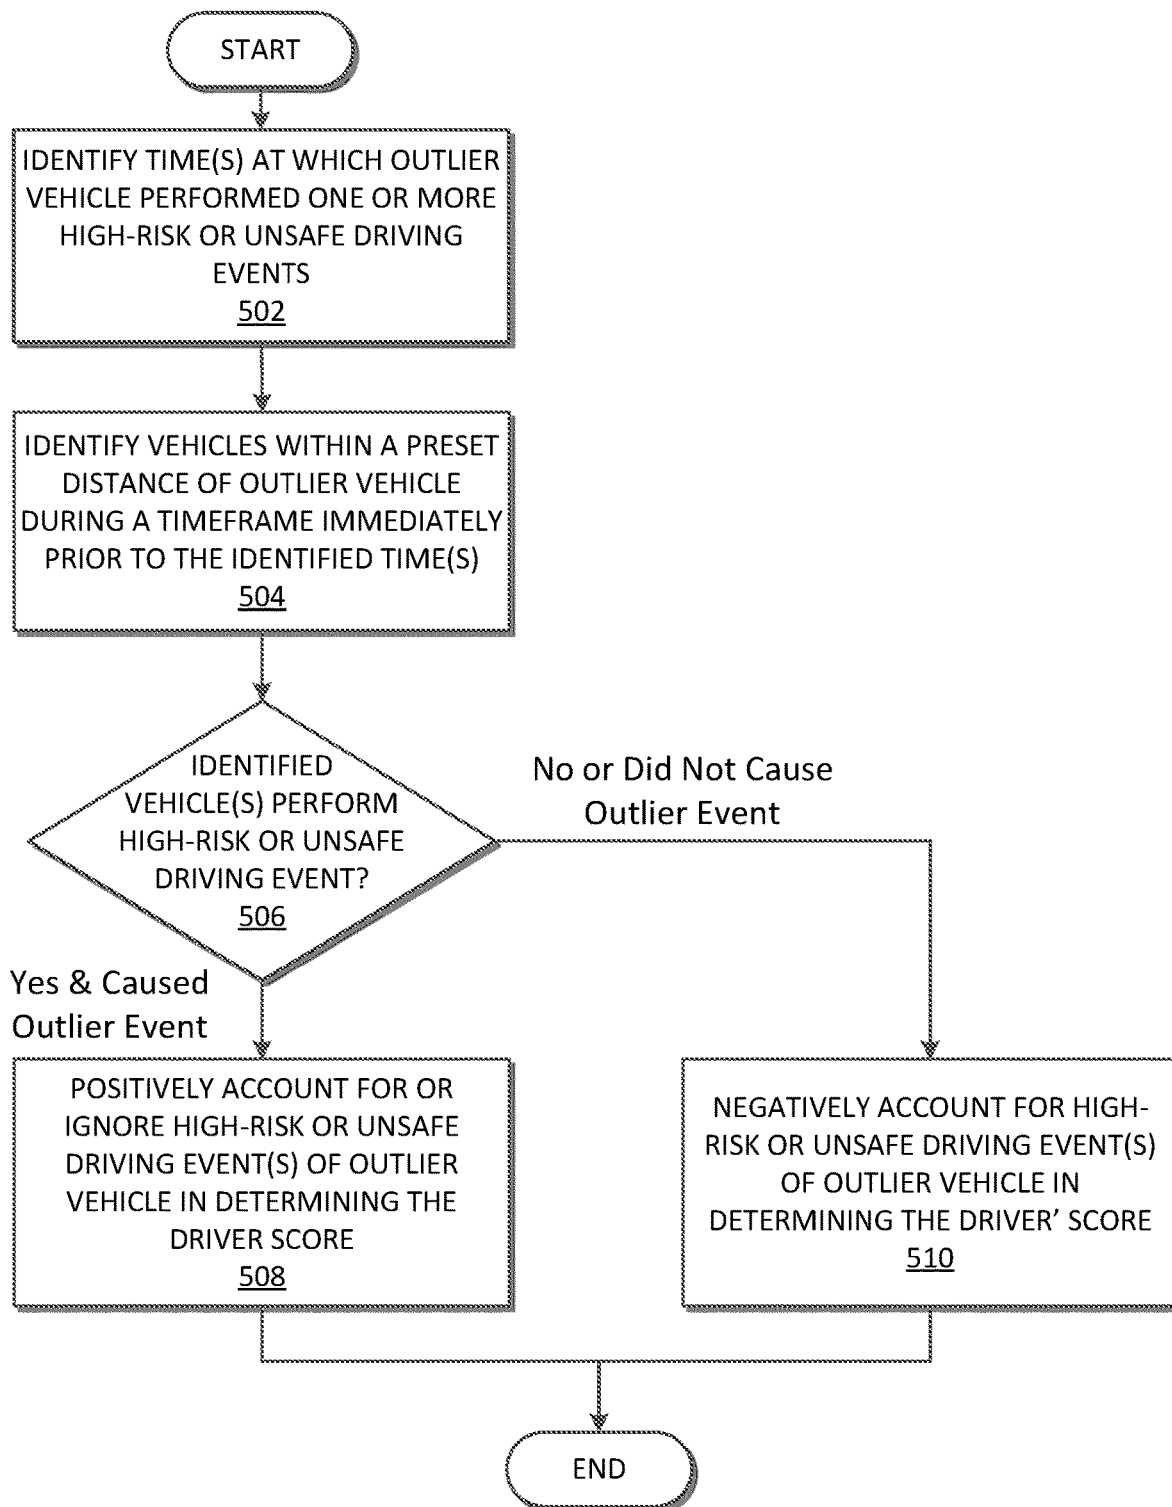 START
IDENTIFY TIME(S) AT WHICH OUTLIER
VEHICLE PERFORMED ONE OR MORE
HIGH-RISK OR UNSAFE DRIVING
EVENTS
502
IDENTIFY VEHICLES WITHIN A PRESET
DISTANCE OF OUTLIER VEHICLE
DURING A TIMEFRAME IMMEDIATELY
PRIOR TO THE IDENTIFIED TIME(S)
504
IDENTIFIED
VEHICLE(S) PERFORM
HIGH-RISK OR UNSAFE
DRIVING EVENT?
506
No or Did Not Cause
Outlier Event
Yes & Caused
Outlier Event
POSITIVELY ACCOUNT FOR OR
IGNORE HIGH-RISK OR UNSAFE
DRIVING EVENT(S) OF OUTLIER
VEHICLE IN DETERMINING THE
DRIVER SCORE
508
NEGATIVELY ACCOUNT FOR HIGH-
RISK OR UNSAFE DRIVING EVENT(S)
OF OUTLIER VEHICLE IN
DETERMINING THE DRIVER’ SCORE
510
END